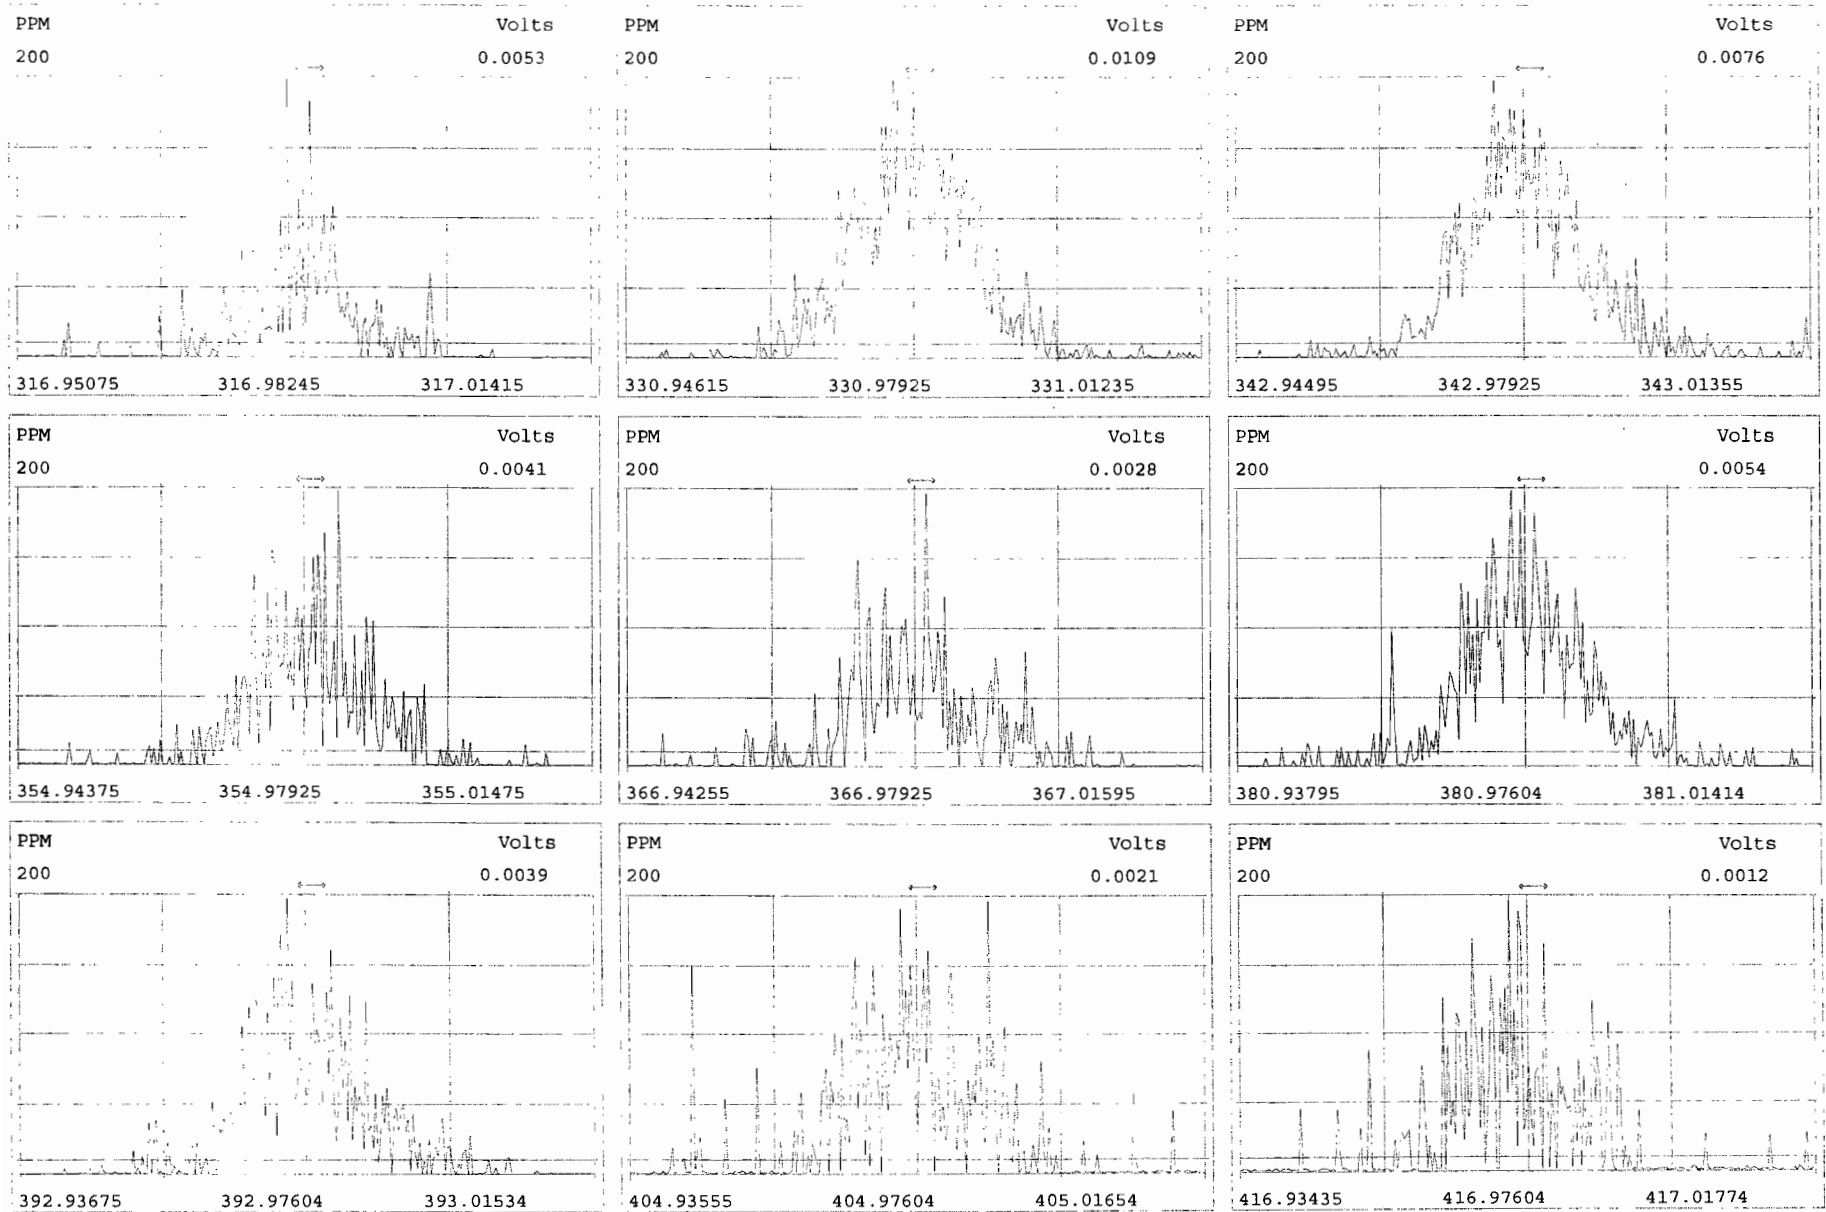 PPM Volts
200 0.0053
316.95075 316.98245 317.01415
PPM Volts
200 0.0109
330.94615 330.97925 331.01235
PPM Volts
200 0.0076
342.94495 342.97925 343.01355
PPM Volts
200 0.0041
354.94375 354.97925 355.01475
PPM Volts
200 0.0028
366.94255 366.97925 367.01595
PPM Volts
200 0.0054
380.93795 380.97604 381.01414
PPM Volts
200 0.0039
392.93675 392.97604 393.01534
PPM Volts
200 0.0021
404.93555 404.97604 405.01654
PPM Volts
200 0.0012
416.93435 416.97604 417.01774